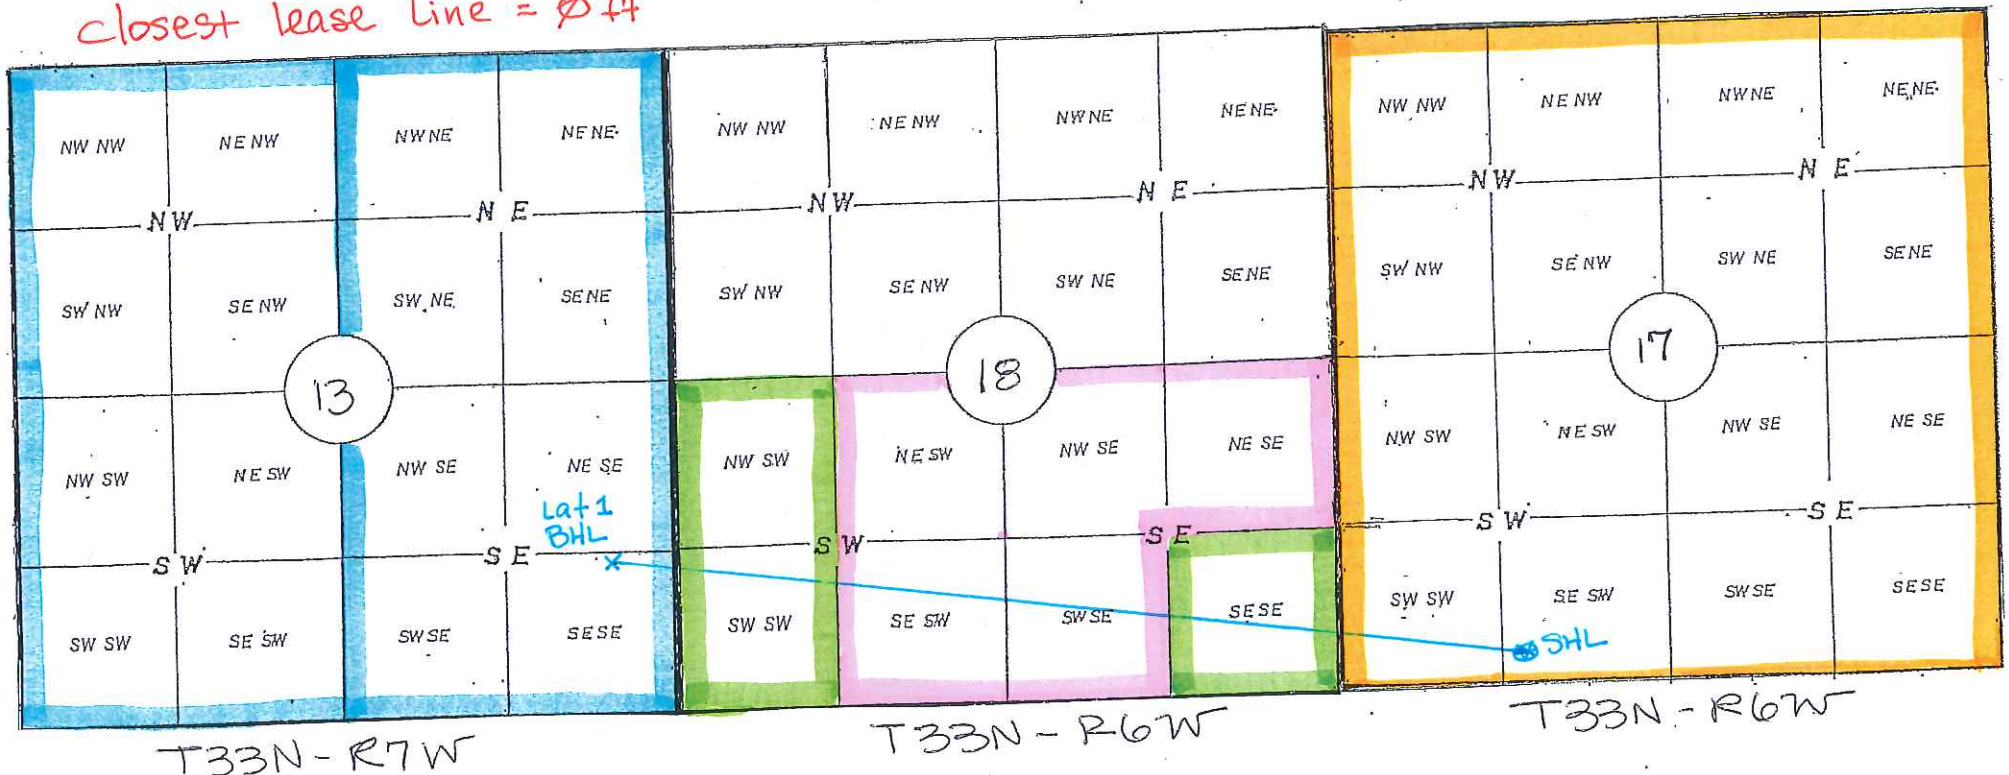 closest lease line = Ø ft
NW NW
NE NW
NW NE
NE NE
NW
N E
SW NW
SE NW
SW NE
SE NE
13
NW SW
NE SW
NW SE
NE SE
Lat 1
BHL
S W
S E
SW SW
SE SW
SW SE
SE SE
T33N - R7W
NW NW
NE NW
NW NE
NE NE
NW
N E
SW NW
SE NW
SW NE
SE NE
18
NW SW
NE SW
NW SE
NE SE
S W
S E
SW SW
SE SW
SW SE
SE SE
T33N - R6W
NW NW
NE NW
NW NE
NE NE
NW
N E
SW NW
SE NW
SW NE
SE NE
17
NW SW
NE SW
NW SE
NE SE
S W
S E
SW SW
SE SW
SW SE
SE SE
SHL
T33N - R6W